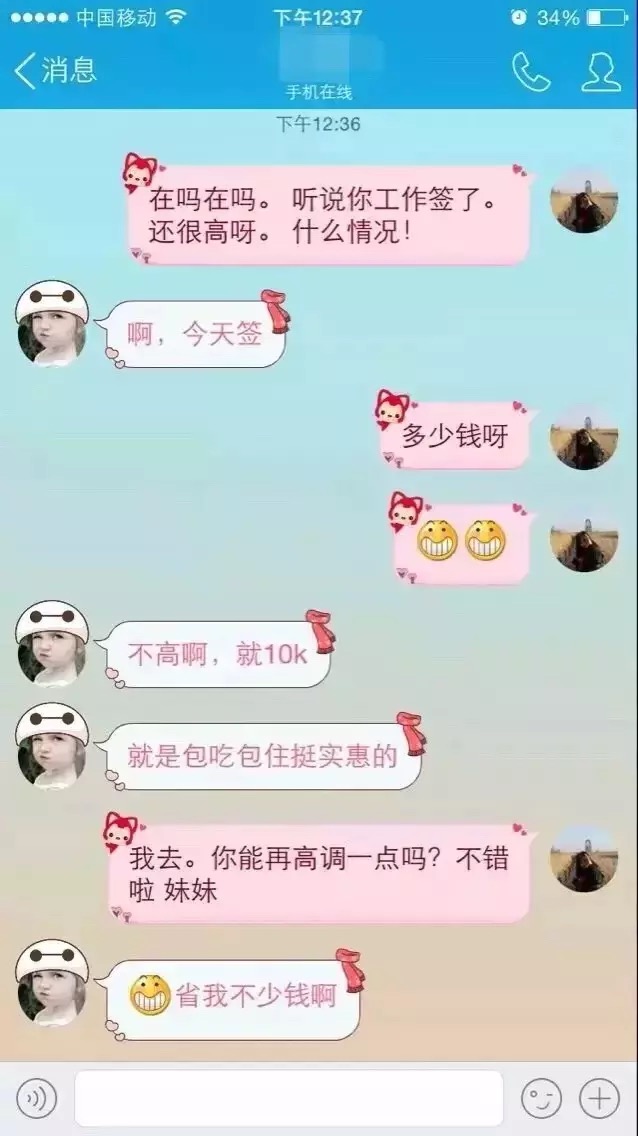 中国移动
下午12:37
34%
消息
手机在线
下午12:36
在吗在吗。 听说你工作签了。
还很高呀。 什么情况！
啊，今天签
多少钱呀
不高啊，就10k
就是包吃包住挺实惠的
我去。你能再高调一点吗？不错
啦 妹妹
省我不少钱啊